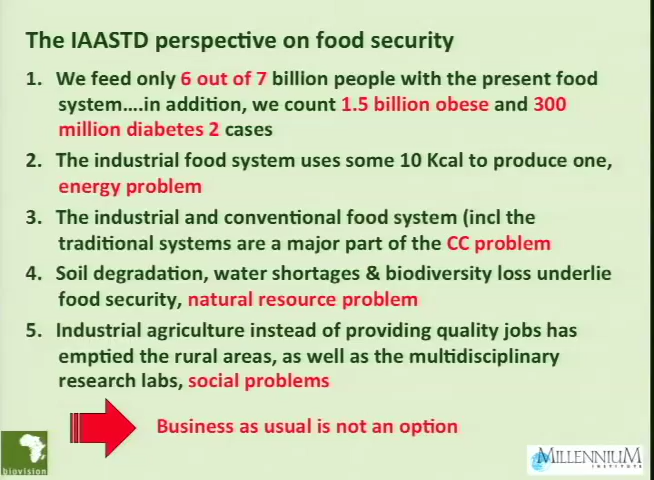 The IAASTD perspective on food security
1. We feed only 6 out of 7 billion people with the present food
system....in addition, we count 1.5 billion obese and 300
million diabetes 2 cases
2. The industrial food system uses some 10 Kcal to produce one,
energy problem
3. The industrial and conventional food system (incl the
traditional systems are a major part of the CC problem
4. Soil degradation, water shortages & biodiversity loss underlie
food security, natural resource problem
5. Industrial agriculture instead of providing quality jobs has
emptied the rural areas, as well as the multidisciplinary
research labs, social problems
Business as usual is not an option
biovision
MILLENNIUM
INSTITUTE